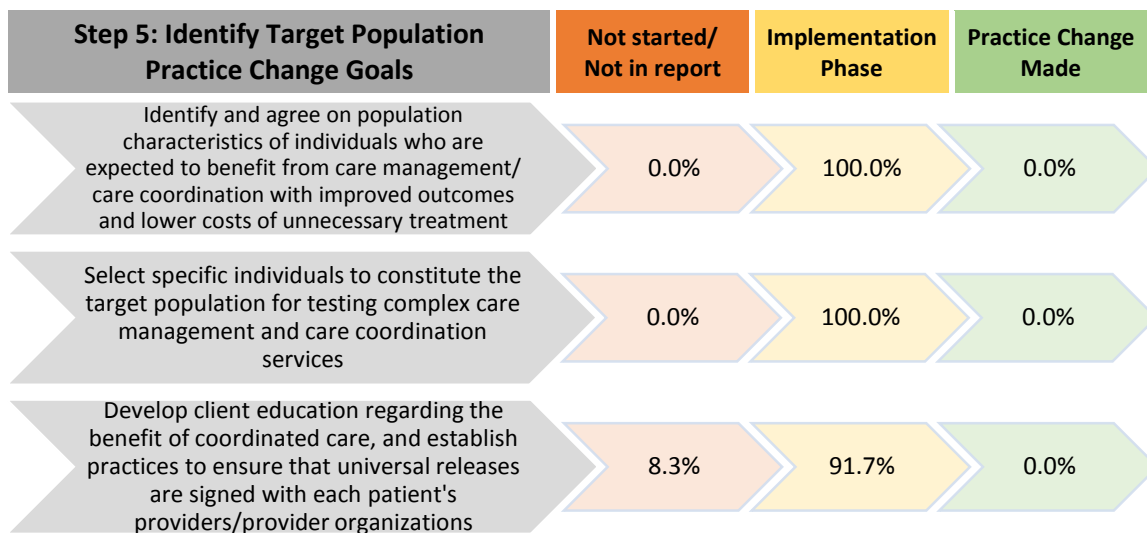 Step 5: Identify Target Population
Practice Change Goals
Not started/
Not in report
Implementation
Phase
Practice Change
Made
Identify and agree on population
characteristics of individuals who are
expected to benefit from care management/
care coordination with improved outcomes
and lower costs of unnecessary treatment
0.0%
100.0%
0.0%
Select specific individuals to constitute the
target population for testing complex care
management and care coordination
services
0.0%
100.0%
0.0%
Develop client education regarding the
benefit of coordinated care, and establish
practices to ensure that universal releases
are signed with each patient's
providers/provider organizations
8.3%
91.7%
0.0%